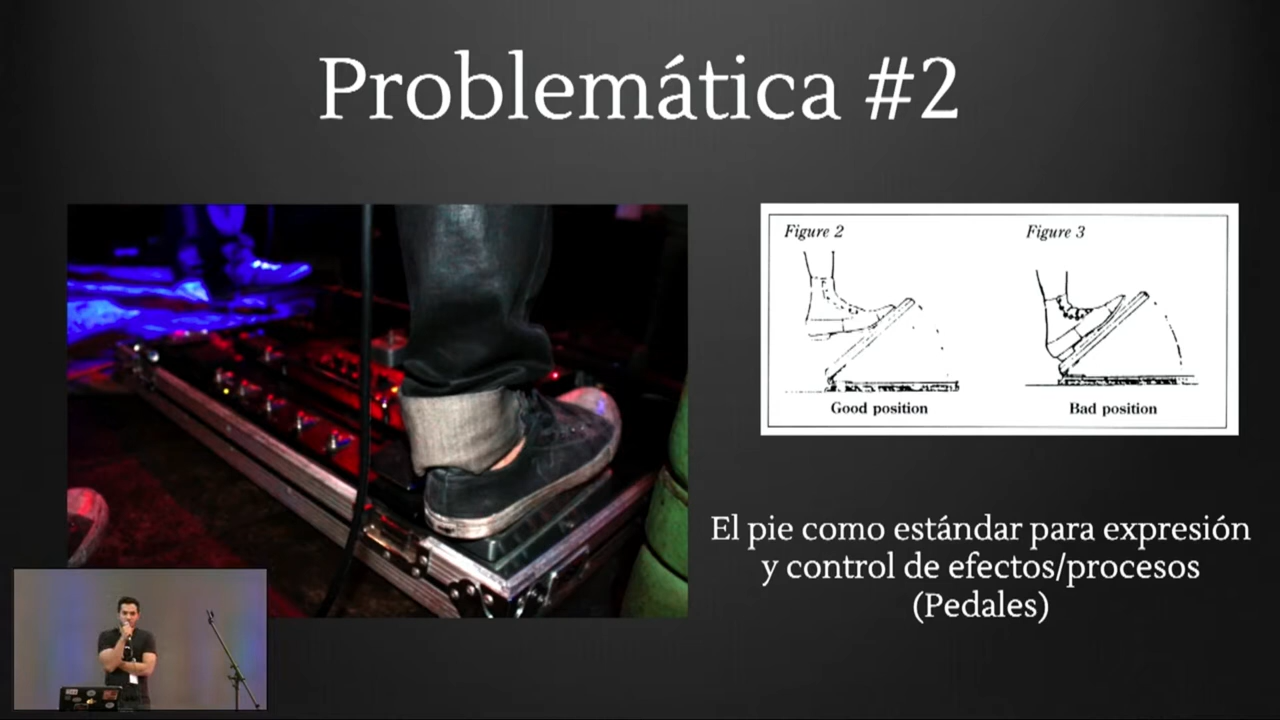 Problemática #2
Figure 2
Figure 3
Good position
Bad position
El pie como estándar para expresión
y control de efectos/procesos
(Pedales)